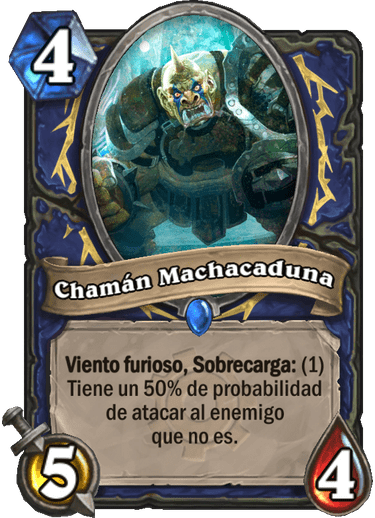 4
Chamán Machacaduna
Viento furioso, Sobrecarga: (1)
Tiene un 50% de probabilidad
de atacar al enemigo
que no es.
5
4